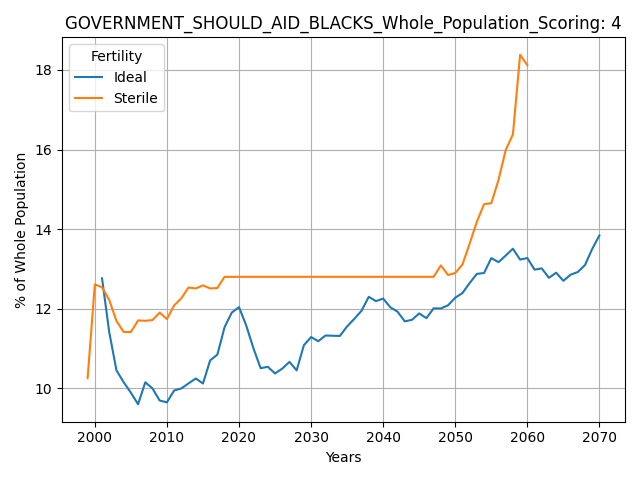 GOVERNMENT_SHOULD_AID_BLACKS_Whole_Population_Scoring: 4
Fertility
Ideal
Sterile
% of Whole Population
18
16
14
12
10
2000 2010 2020 2030 2040 2050 2060 2070
Years